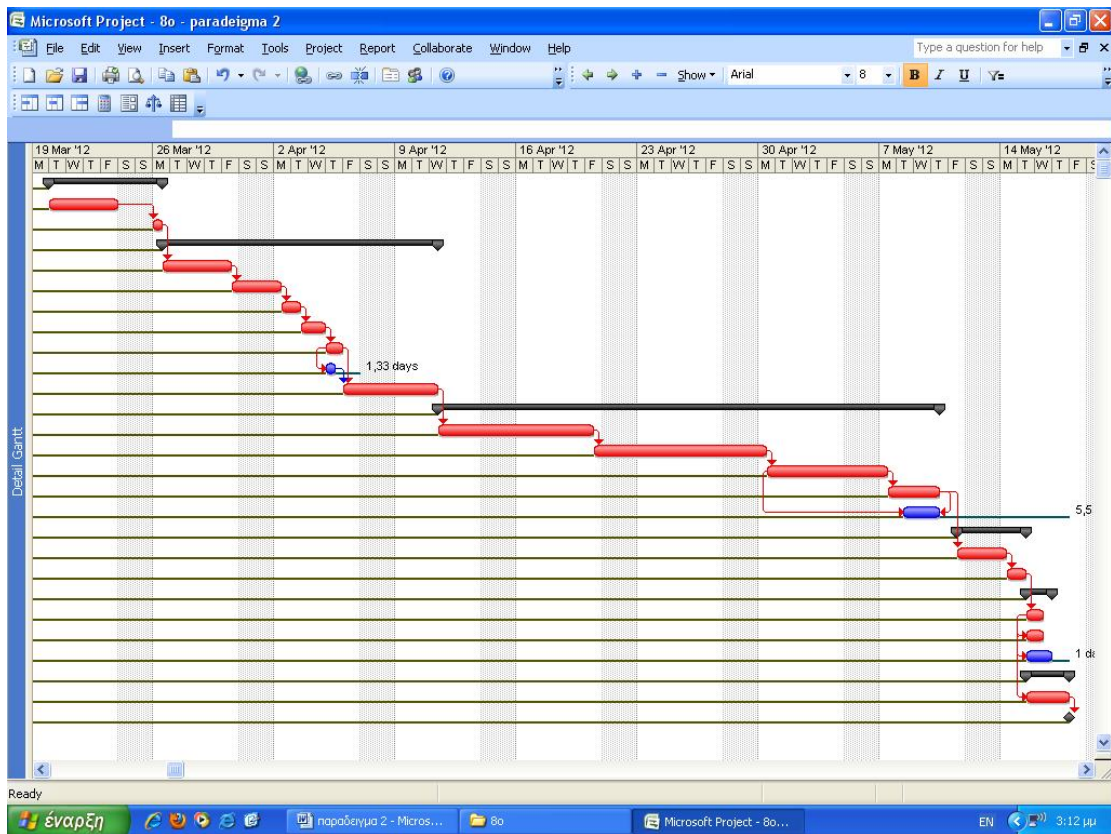 Microsoft Project - 8o - paradeigma 2
File Edit View Insert Format Tools Project Report Collaborate Window Help Type a question for help
Show Arial 8 B I U
19 Mar '12 26 Mar '12 2 Apr '12 9 Apr '12 16 Apr '12 23 Apr '12 30 Apr '12 7 May '12 14 May '12
M T W T F S S M T W T F S S M T W T F S S M T W T F S S M T W T F S S M T W T F S S M T W T F S S M T W T F S S M T W T F S
1,33 days
Detail Gantt
5,5
1 da
Ready
έναρξη παράδειγμα 2 - Micros... 8o Microsoft Project - 8o... EN 3:12 μμ